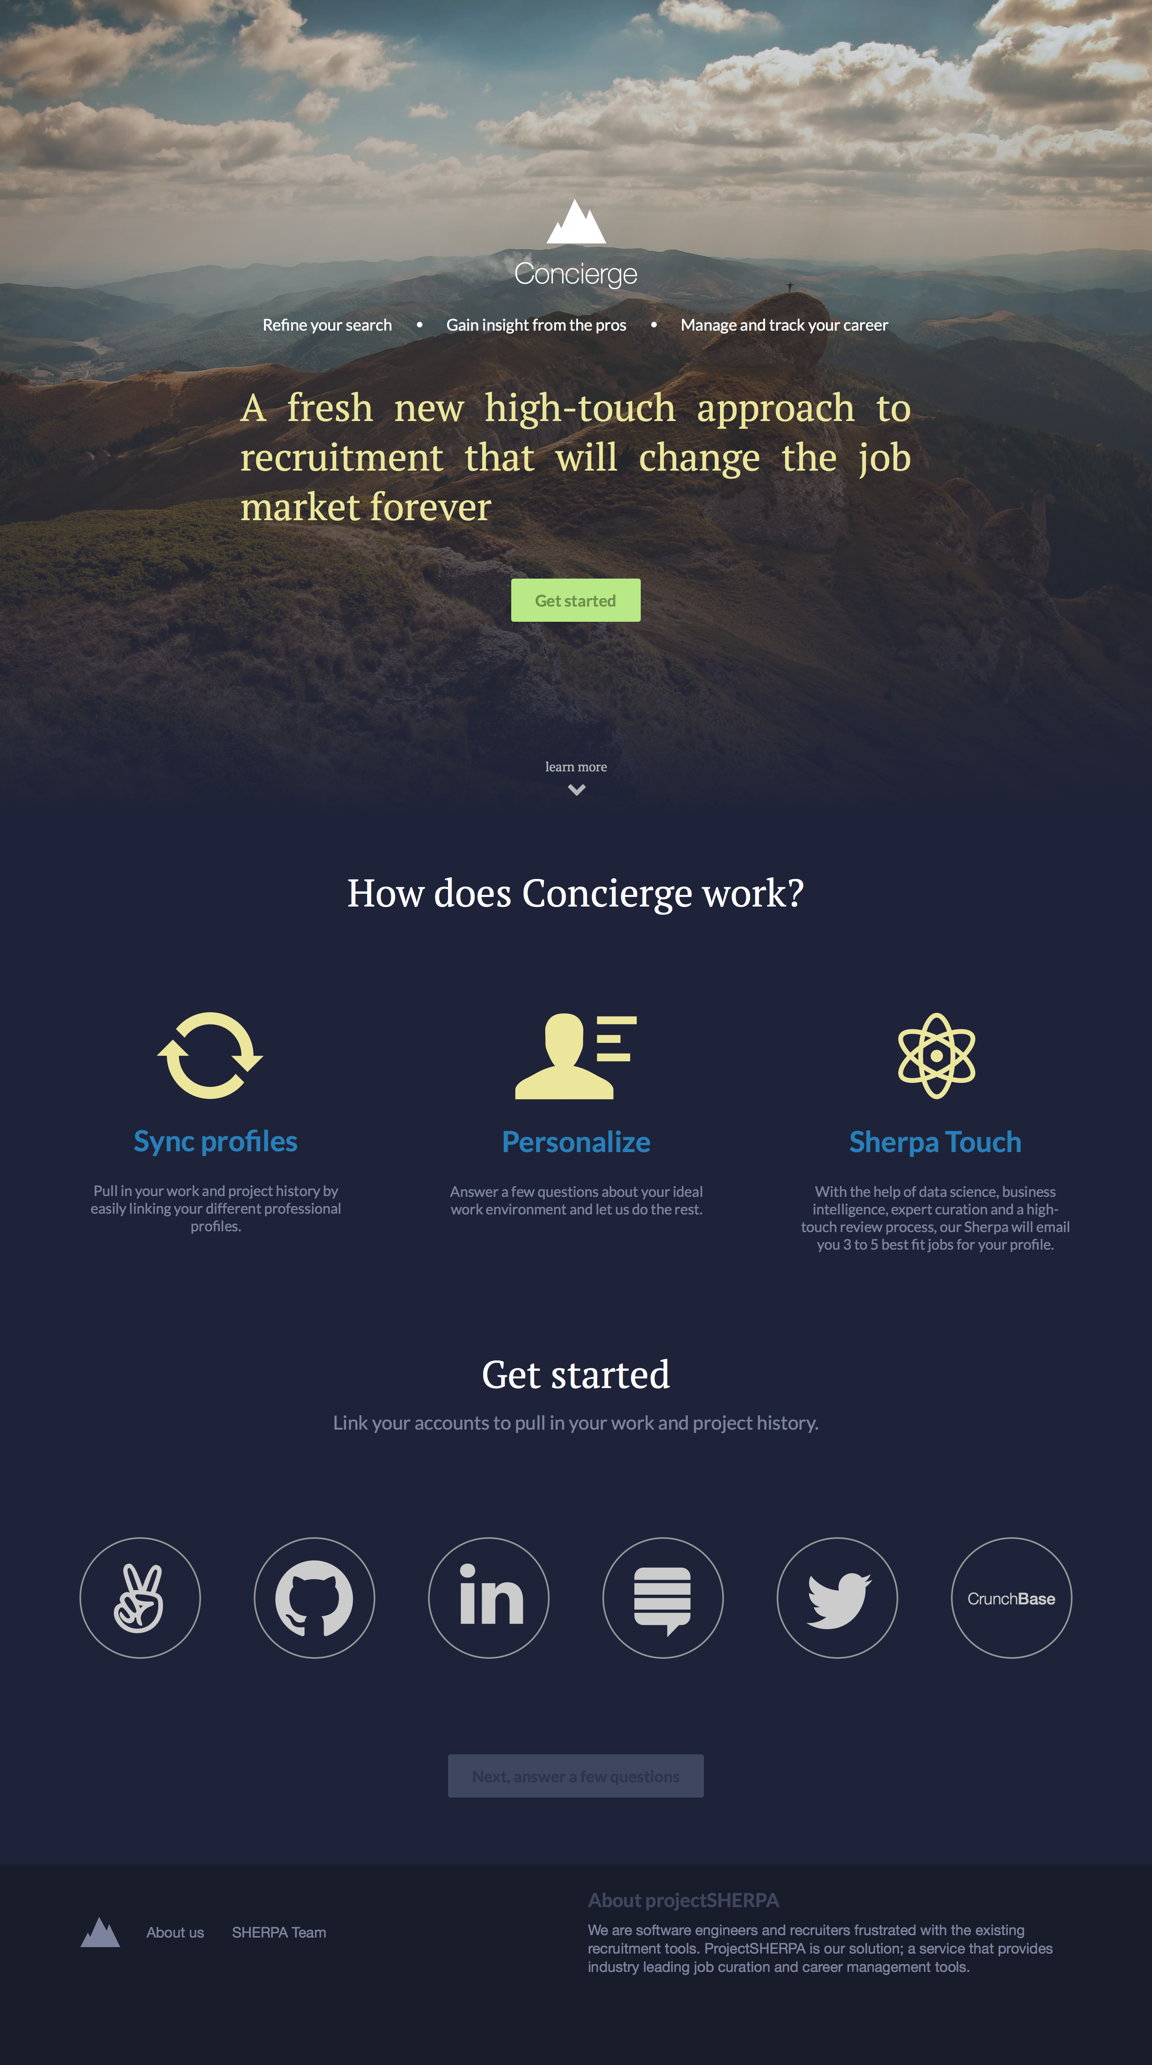 Concierge
Refine your search • Gain insight from the pros • Manage and track your career
A fresh new high-touch approach to
recruitment that will change the job
market forever
Get started
learn more
How does Concierge work?
Sync profiles
Pull in your work and project history by
easily linking your different professional
profiles.
Personalize
Answer a few questions about your ideal
work environment and let us do the rest.
Sherpa Touch
With the help of data science, business
intelligence, expert curation and a high-
touch review process, our Sherpa will email
you 3 to 5 best fit jobs for your profile.
Get started
Link your accounts to pull in your work and project history.
in
CrunchBase
Next, answer a few questions
About us
SHERPA Team
About projectSHERPA
We are software engineers and recruiters frustrated with the existing
recruitment tools. ProjectSHERPA is our solution; a service that provides
industry leading job curation and career management tools.